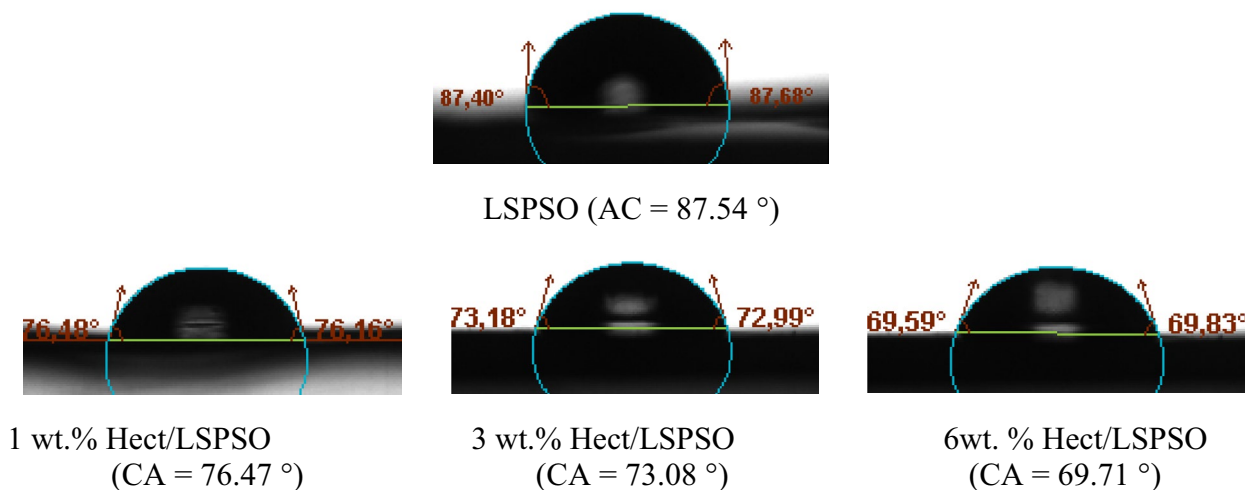 87,40° 87,68°
LSPSO (AC = 87.54 °)
76,48° 76,16° 73,18° 72,99° 69,59° 69,83°
1 wt.% Hect/LSPSO 3 wt.% Hect/LSPSO 6wt. % Hect/LSPSO
(CA = 76.47 °) (CA = 73.08 °) (CA = 69.71 °)